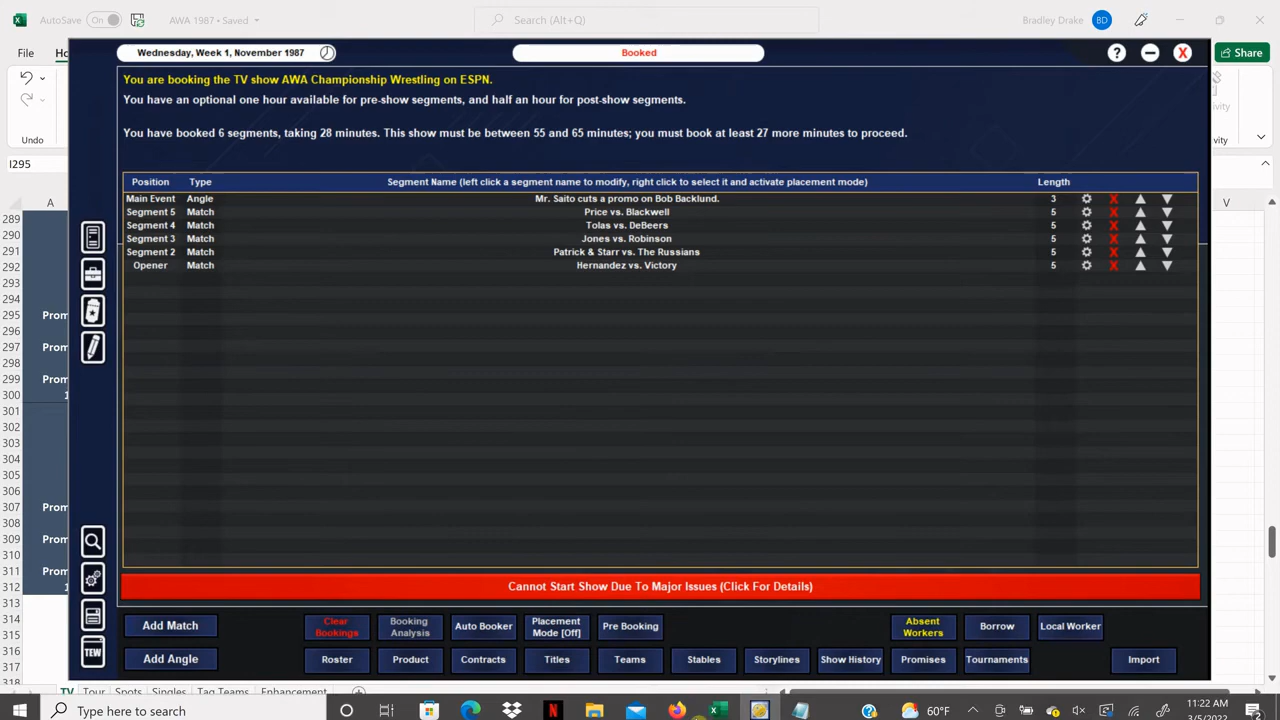 AutoSave On AWA 1987 • Saved Search (Alt+Q) Bradley Drake BD
File Ho Share
Wednesday, Week 1, November 1987 Booked ? X
You are booking the TV show AWA Championship Wrestling on ESPN.
You have an optional one hour available for pre-show segments, and half an hour for post-show segments.
Undo
You have booked 6 segments, taking 28 minutes. This show must be between 55 and 65 minutes; you must book at least 27 more minutes to proceed.
ivity
ity
I295
Position Type Segment Name (left click a segment name to modify, right click to select it and activate placement mode) Length
Main Event Angle Mr. Saito cuts a promo on Bob Backlund. 3 X
Segment 5 Match Price vs. Blackwell 5 X
Segment 4 Match Tolas vs. DeBeers 5 X
Segment 3 Match Jones vs. Robinson 5 X
Segment 2 Match Patrick & Starr vs. The Russians 5 X
Opener Match Hernandez vs. Victory 5 X
A V
289
290
291
292
293
294
295 Prom
296
297 Prom
298
299 Prom
300 1
301
302
303
304
305
306
307 Prom
308
309 Prom
310
311 Prom
312 1
313
314
315
316
317
318
Cannot Start Show Due To Major Issues (Click For Details)
Add Match Clear Bookings Booking Analysis Auto Booker Placement Mode [Off] Pre Booking Absent Workers Borrow Local Worker
TEW
Add Angle Roster Product Contracts Titles Teams Stables Storylines Show History Promises Tournaments Import
TV Tour Spots Singles Tag Teams Enhancement
Type here to search 60°F 11:22 AM
3/5/2022